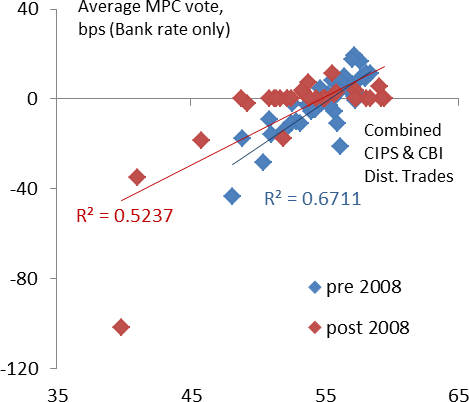 Average MPC vote,
bps (Bank rate only)
40
0
-40
-80
-120
Combined
CIPS & CBI
Dist. Trades
R² = 0.5237
R² = 0.6711
pre 2008
post 2008
35
45
55
65